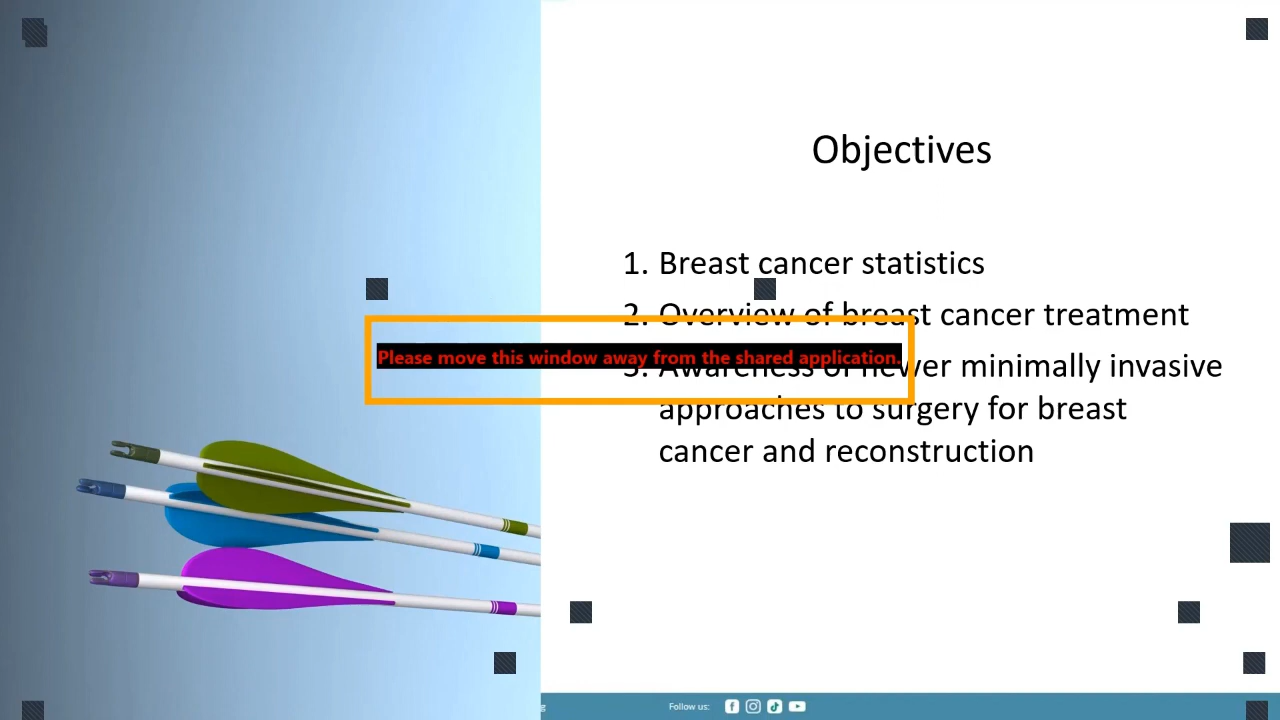 Objectives
1. Breast cancer statistics
2. Overview of breast cancer treatment
Please move this window away from the shared application.
3. Awareness of newer minimally invasive
approaches to surgery for breast
cancer and reconstruction
Follow us: